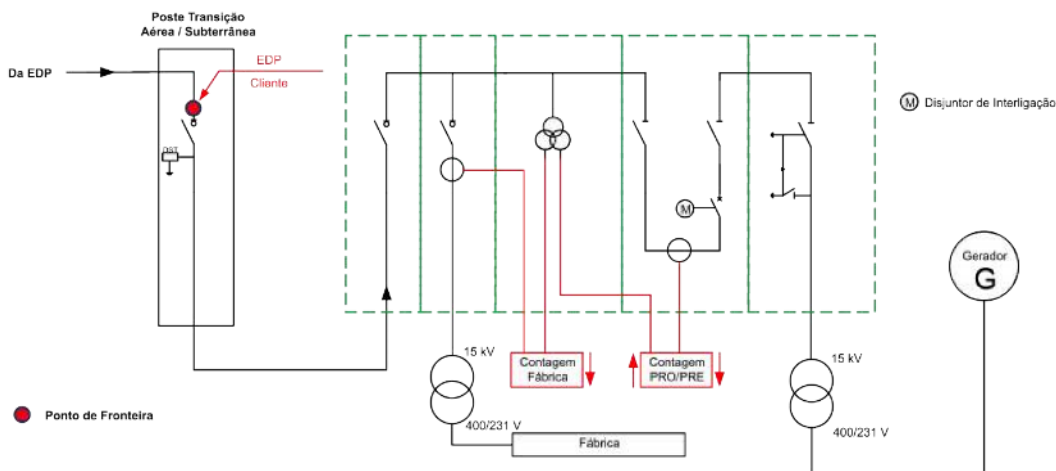 Poste Transição
Aérea / Subterrânea
Da EDP
EDP
Cliente
DST
M Disjuntor de Interligação
M
Gerador
G
15 kV
Contagem
Fábrica
Contagem
PRO/PRE
15 kV
400/231 V
Fábrica
400/231 V
Ponto de Fronteira